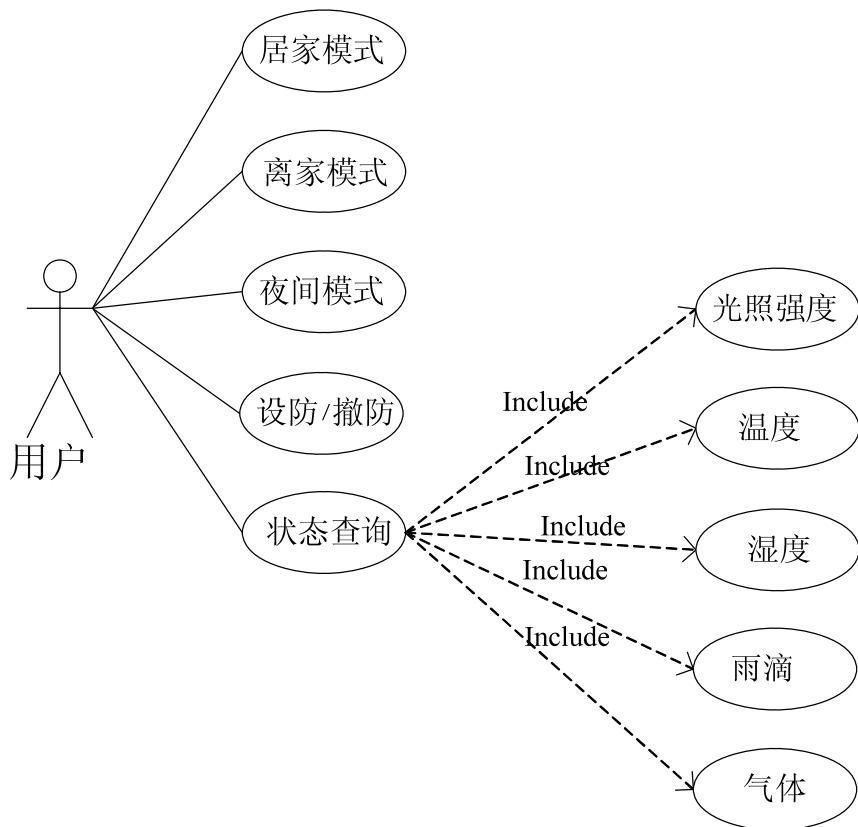 居家模式
离家模式
夜间模式
设防/撤防
状态查询
用户
Include
Include
Include
Include
Include
光照强度
温度
湿度
雨滴
气体